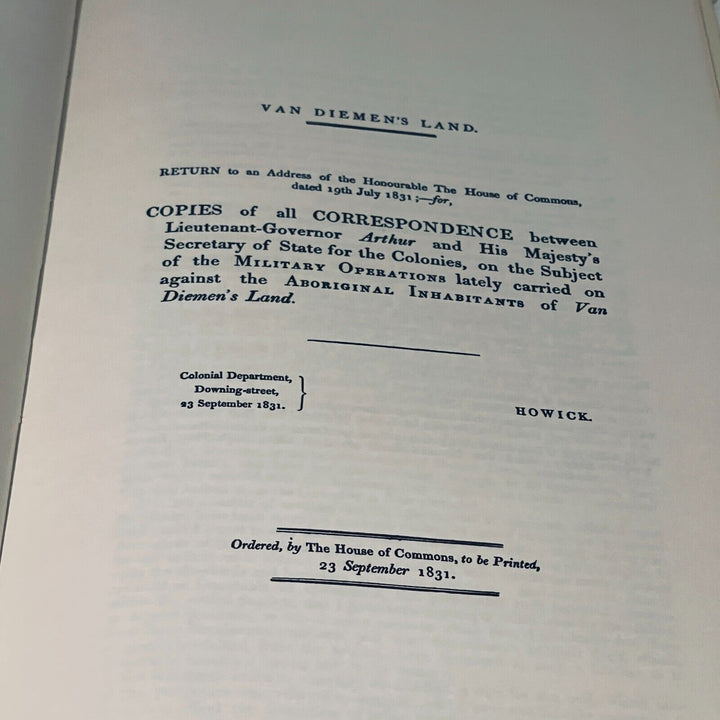 VAN DIEMEN'S LAND.
RETURN to an Address of the Honourable The House of Commons,
dated 19th July 1831;—for,
COPIES of all CORRESPONDENCE between
Lieutenant-Governor Arthur and His Majesty's
Secretary of State for the Colonies, on the Subject
of the MILITARY OPERATIONS lately carried on
against the ABORIGINAL INHABITANTS of Van
Diemen's Land.
Colonial Department,
Downing-street,
23 September 1831.
HOWICK.
Ordered, by The House of Commons, to be Printed,
23 September 1831.